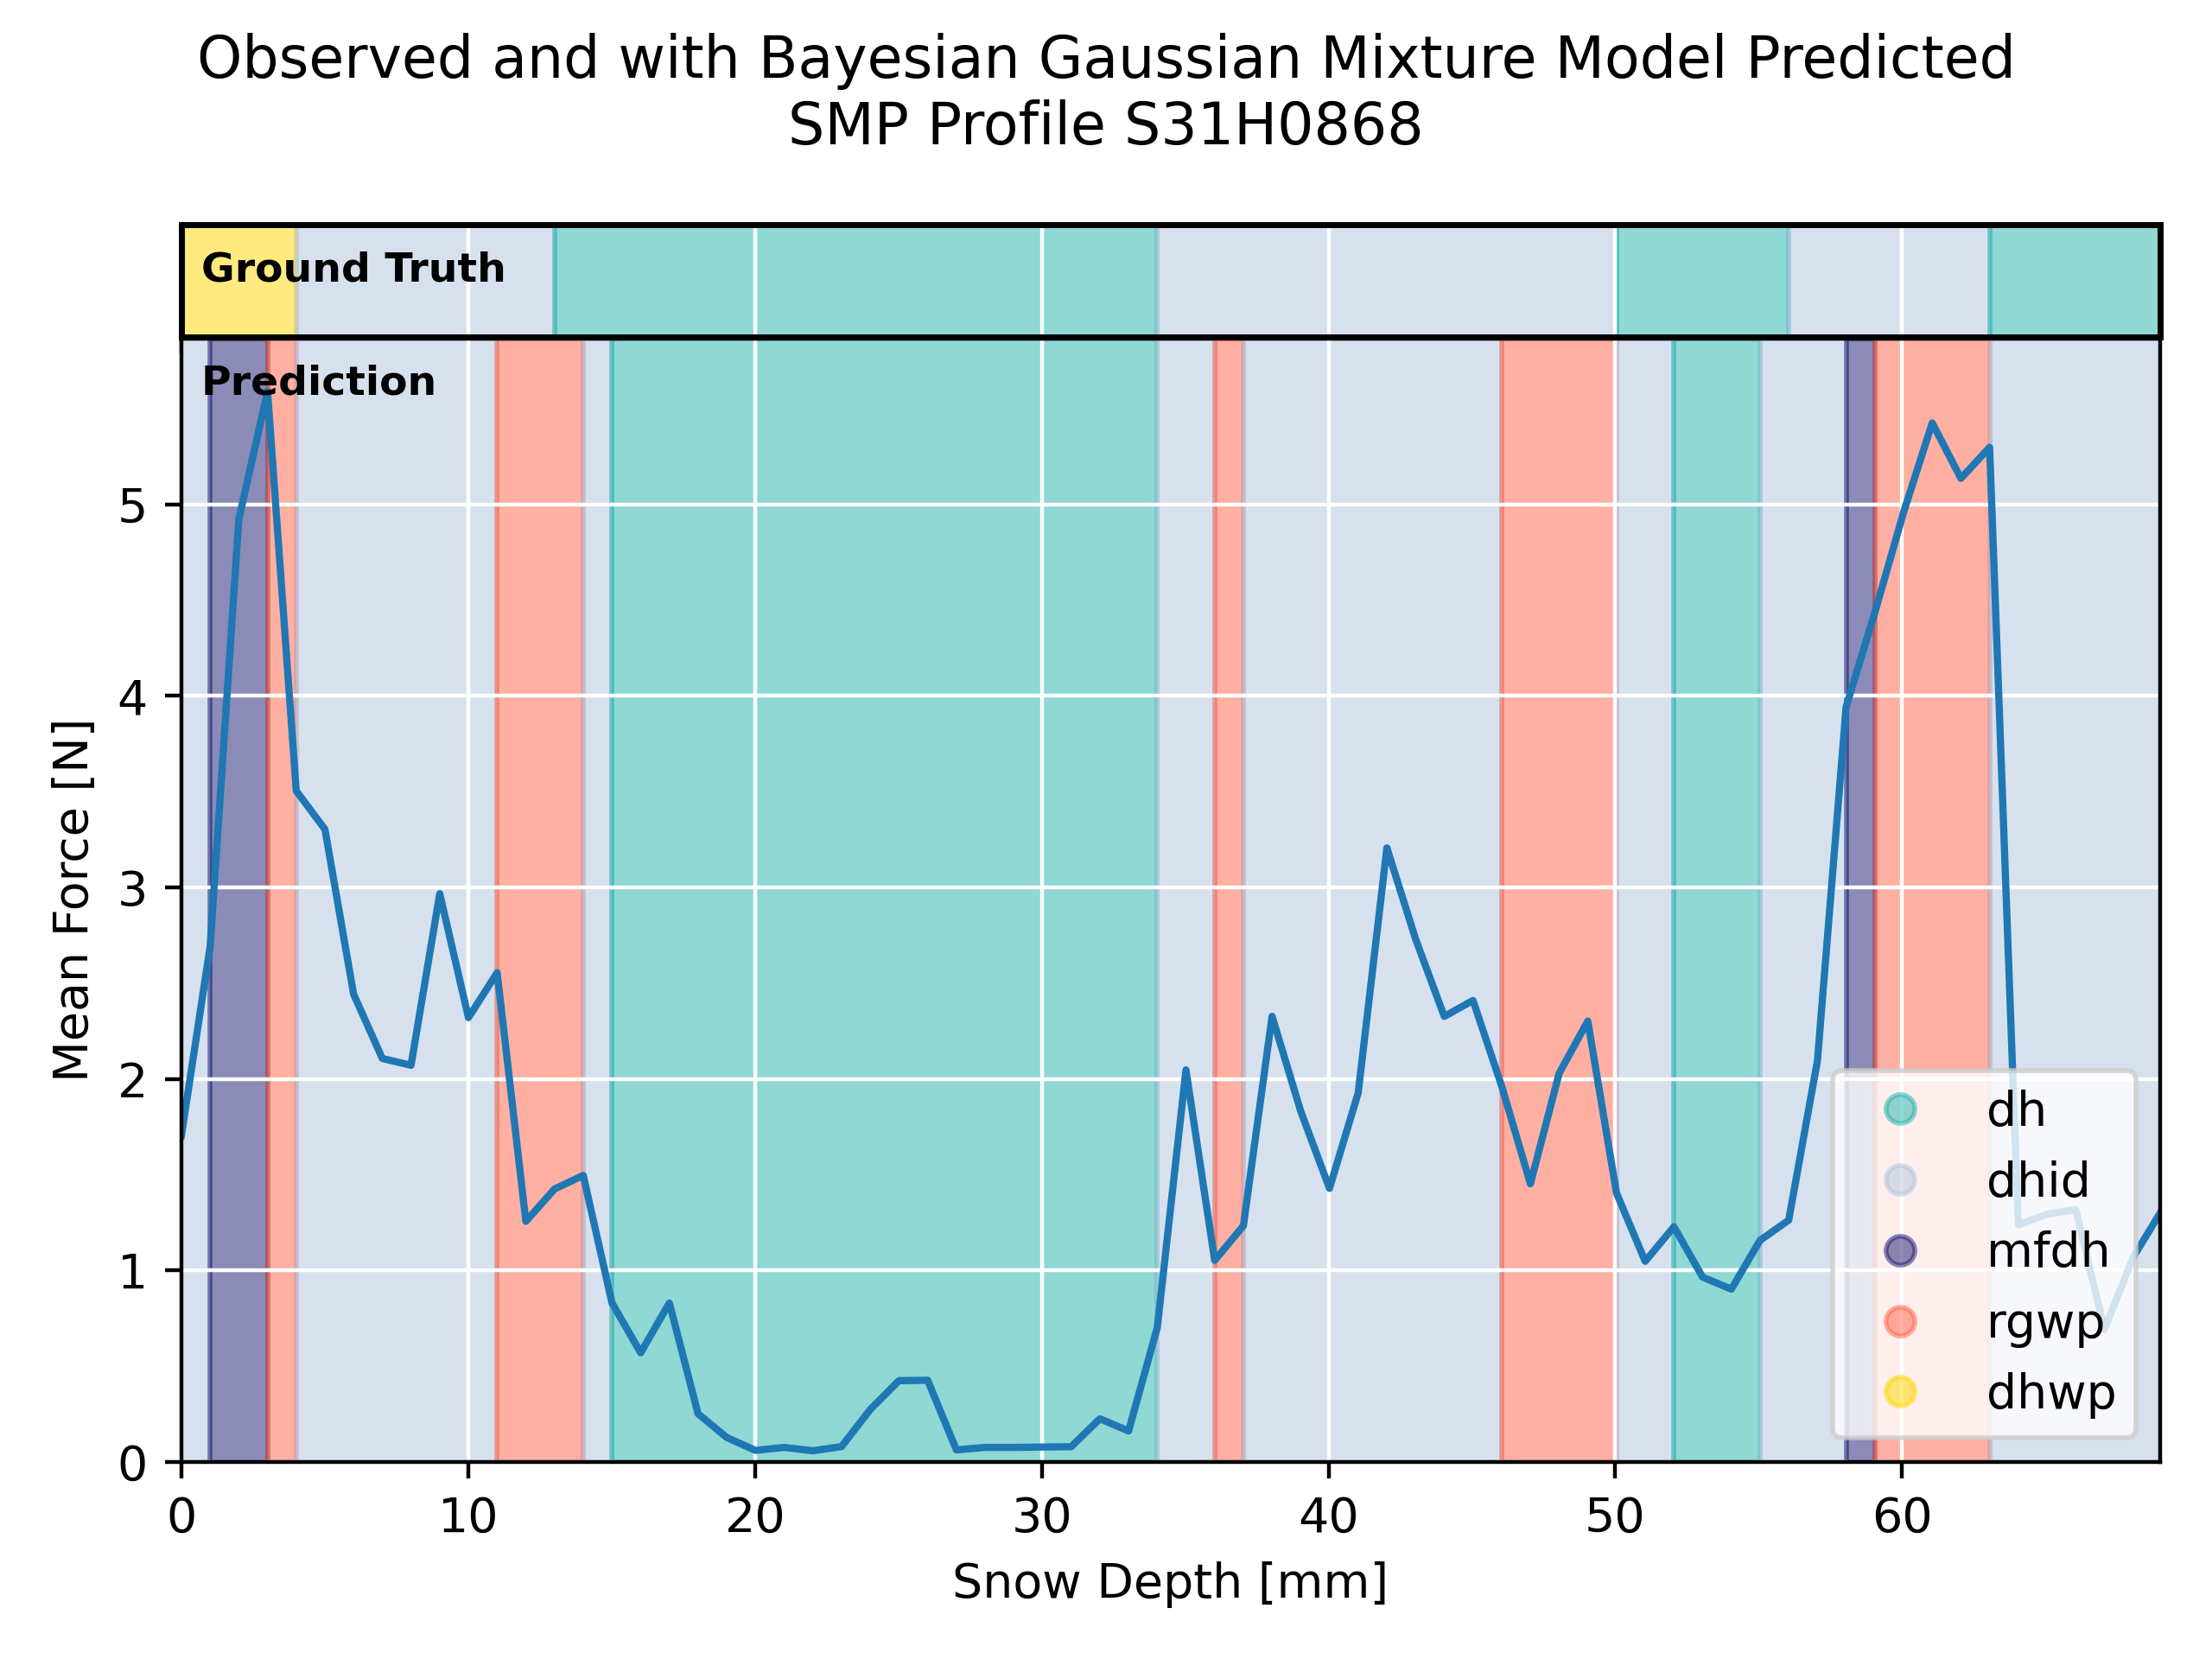 Observed and with Bayesian Gaussian Mixture Model Predicted
SMP Profile S31H0868
Ground Truth
Prediction
5
4
3
2
1
0
Mean Force [N]
dh
dhid
mfdh
rgwp
dhwp
0 10 20 30 40 50 60
Snow Depth [mm]